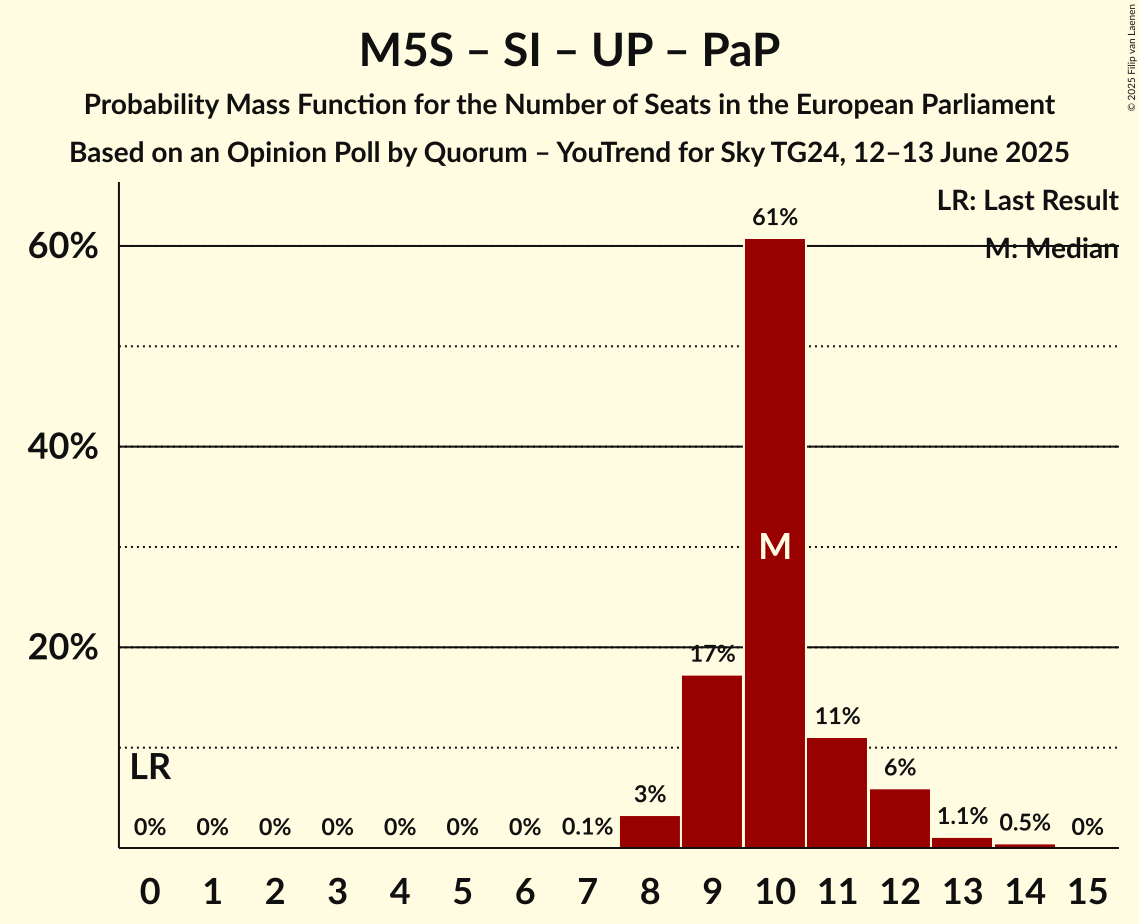 M5S – SI – UP – PaP
Probability Mass Function for the Number of Seats in the European Parliament
Based on an Opinion Poll by Quorum – YouTrend for Sky TG24, 12–13 June 2025
© 2025 Filip van Laenen
LR: Last Result
M: Median
60%
40%
20%
61%
M
17%
11%
LR
6%
3%
0% 0% 0% 0% 0% 0% 0% 0.1% 1.1% 0.5% 0%
0 1 2 3 4 5 6 7 8 9 10 11 12 13 14 15